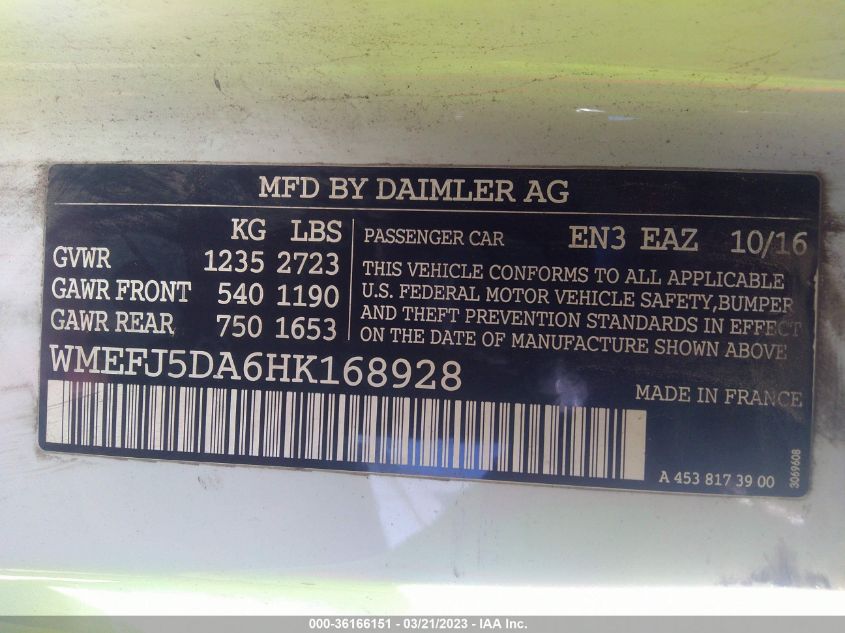 MFD BY DAIMLER AG
KG LBS
GVWR 1235 2723
GAWR FRONT 540 1190
GAWR REAR 750 1653
PASSENGER CAR EN3 EAZ 10/16
THIS VEHICLE CONFORMS TO ALL APPLICABLE
U.S. FEDERAL MOTOR VEHICLE SAFETY,BUMPER
AND THEFT PREVENTION STANDARDS IN EFFECT
ON THE DATE OF MANUFACTURE SHOWN ABOVE.
WMEFJ5DA6HK168928
MADE IN FRANCE
A 453 817 39 00
3069608
000-36166151 - 03/21/2023 - IAA Inc.